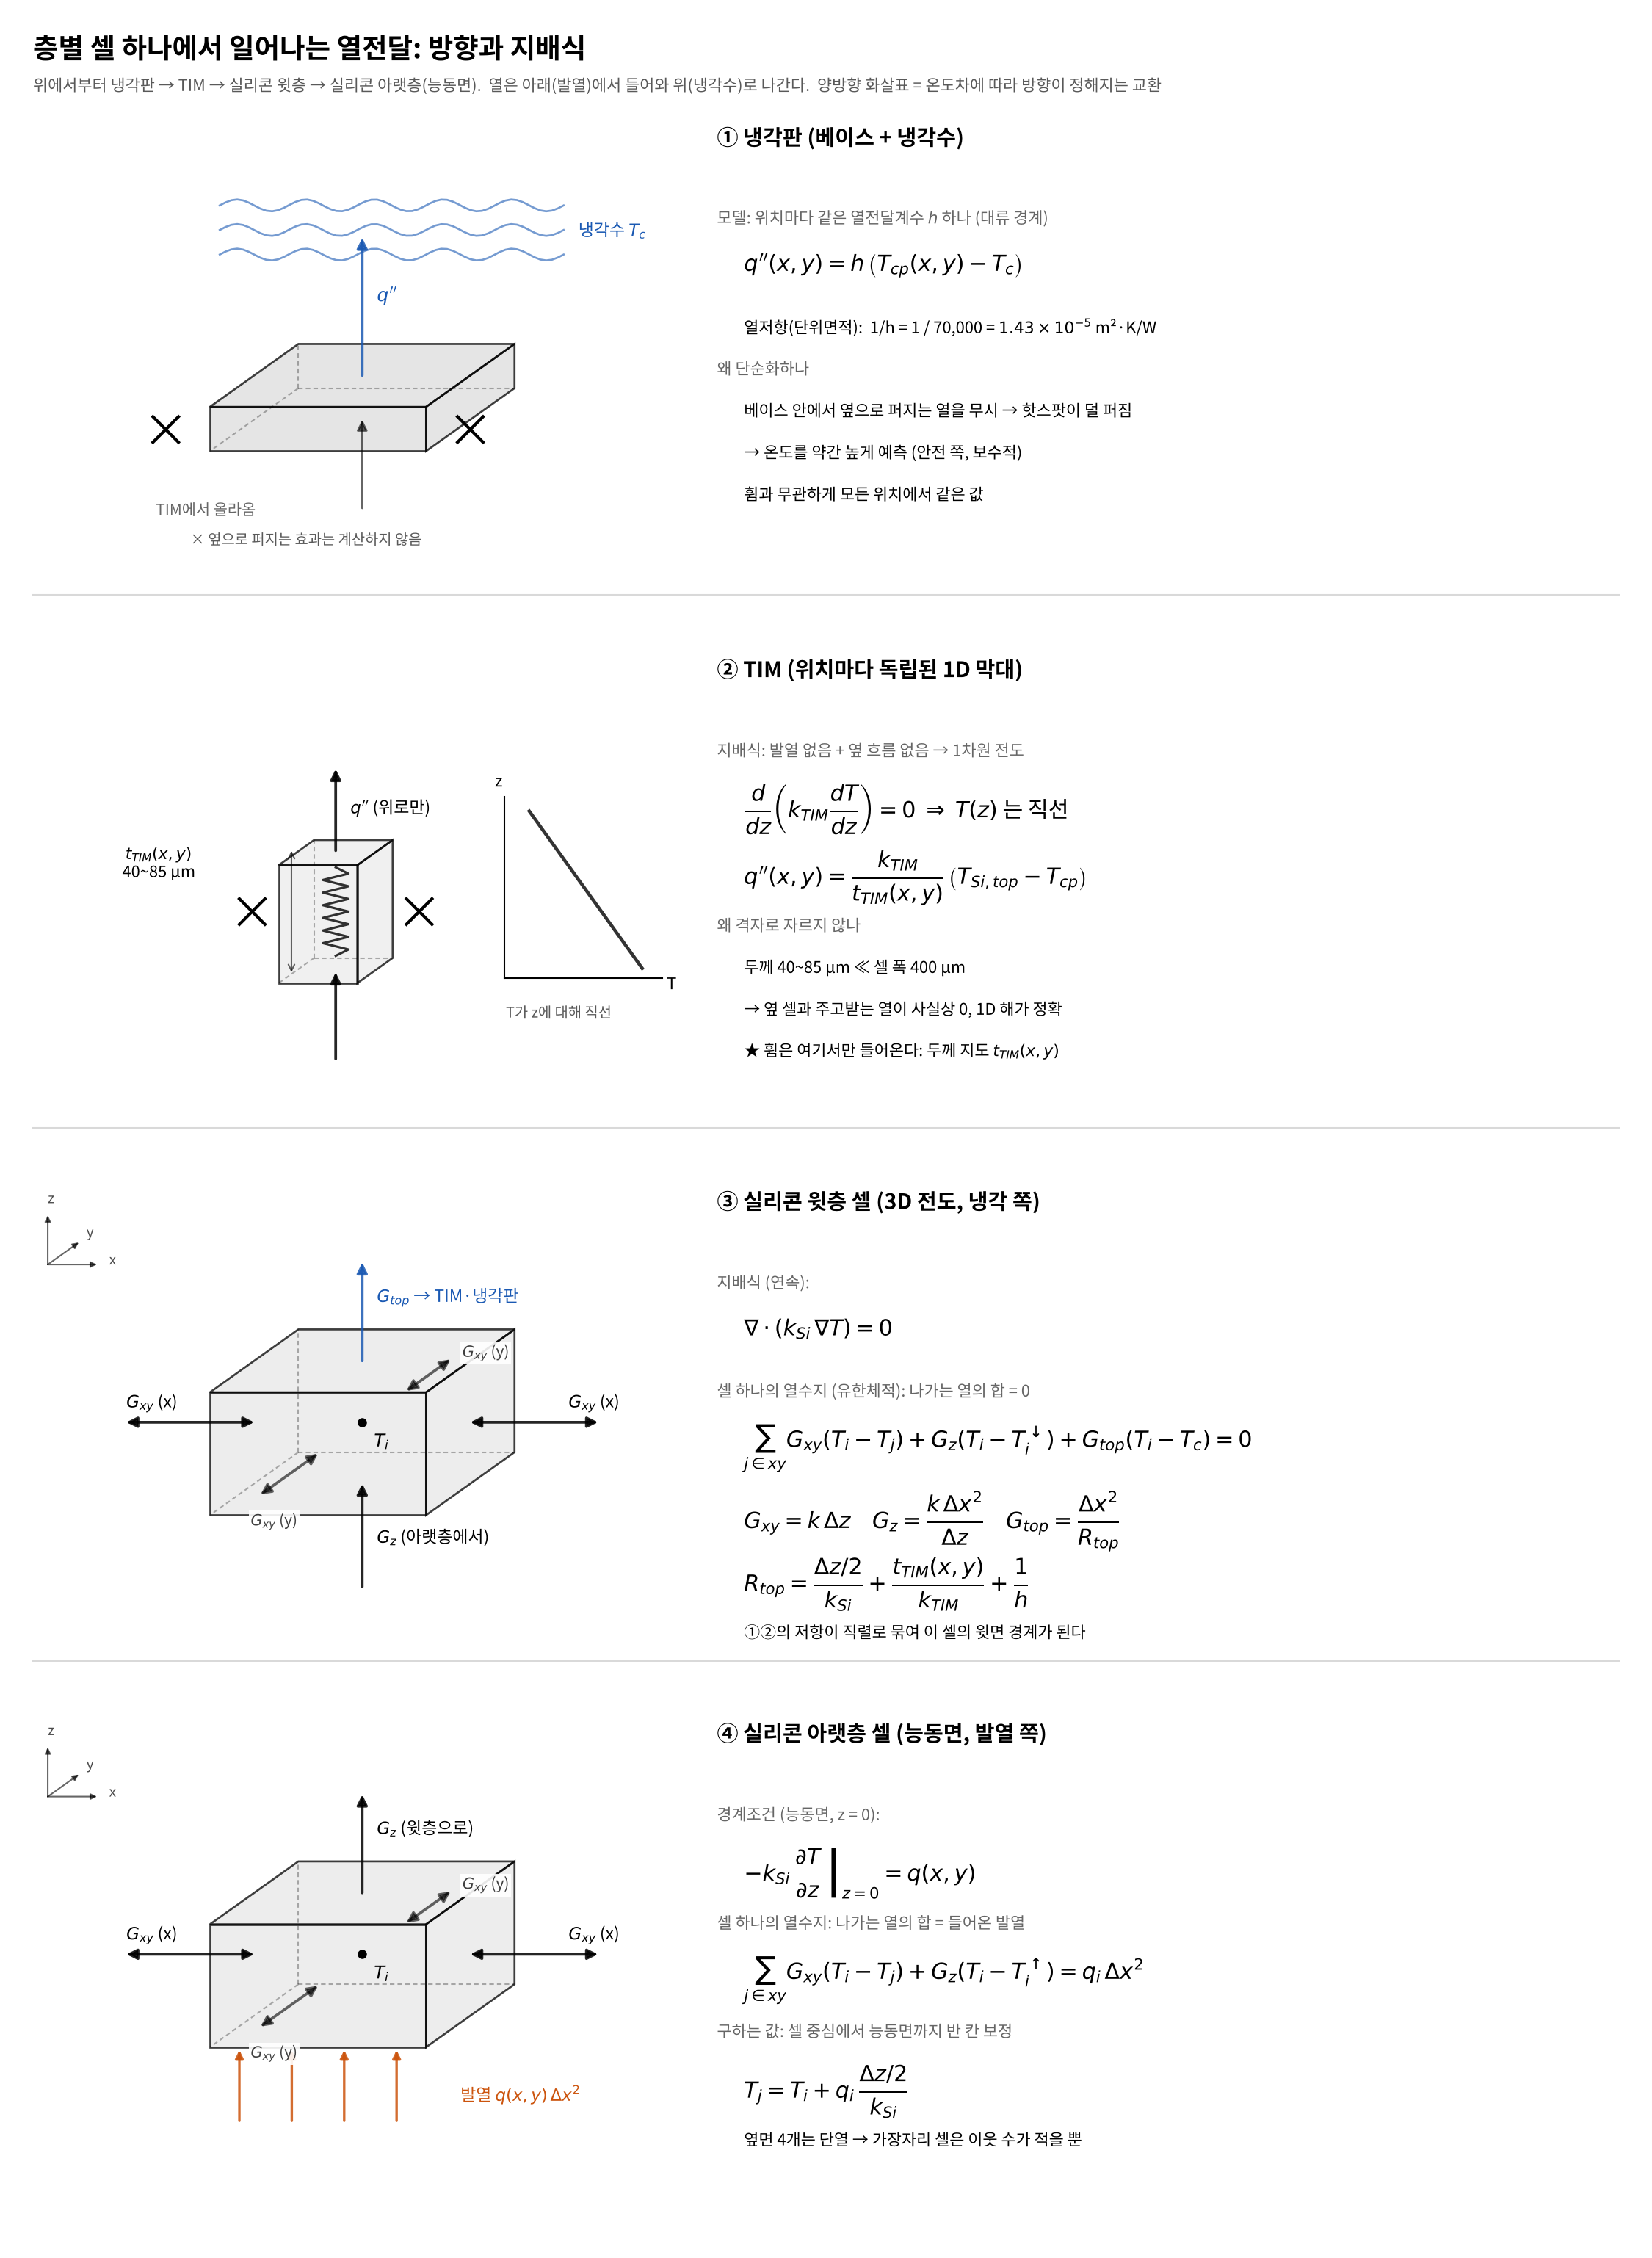 층별 셀 하나에서 일어나는 열전달: 방향과 지배식
위에서부터 냉각판 → TIM → 실리콘 윗층 → 실리콘 아랫층(능동면).  열은 아래(발열)에서 들어와 위(냉각수)로 나간다.  양방향 화살표 = 온도차에 따라 방향이 정해지는 교환
① 냉각판 (베이스 + 냉각수)
냉각수 T_c
q″
TIM에서 올라옴
× 옆으로 퍼지는 효과는 계산하지 않음
모델: 위치마다 같은 열전달계수 h 하나 (대류 경계)
q″(x, y) = h (T_cp(x, y) − T_c)
열저항(단위면적):  1/h = 1 / 70,000 = 1.43 × 10⁻⁵ m²·K/W
왜 단순화하나
베이스 안에서 옆으로 퍼지는 열을 무시 → 핫스팟이 덜 퍼짐
→ 온도를 약간 높게 예측 (안전 쪽, 보수적)
휨과 무관하게 모든 위치에서 같은 값
② TIM (위치마다 독립된 1D 막대)
q″ (위로만)
t_TIM(x, y)
40~85 µm
z
T
T가 z에 대해 직선
지배식: 발열 없음 + 옆 흐름 없음 → 1차원 전도
d/dz (k_TIM dT/dz) = 0 ⇒ T(z) 는 직선
q″(x, y) = k_TIM / t_TIM(x, y) (T_Si,top − T_cp)
왜 격자로 자르지 않나
두께 40~85 µm ≪ 셀 폭 400 µm
→ 옆 셀과 주고받는 열이 사실상 0, 1D 해가 정확
★ 휨은 여기서만 들어온다: 두께 지도 t_TIM(x, y)
③ 실리콘 윗층 셀 (3D 전도, 냉각 쪽)
z
y
x
G_top → TIM·냉각판
G_xy (y)
G_xy (x)
G_xy (x)
T_i
G_xy (y)
G_z (아랫층에서)
지배식 (연속):
∇ · (k_Si ∇T) = 0
셀 하나의 열수지 (유한체적): 나가는 열의 합 = 0
∑_{j ∈ xy} G_xy(T_i − T_j) + G_z(T_i − T_i^↓) + G_top(T_i − T_c) = 0
G_xy = k Δz   G_z = k Δx² / Δz   G_top = Δx² / R_top
R_top = (Δz/2) / k_Si + t_TIM(x, y) / k_TIM + 1 / h
①②의 저항이 직렬로 묶여 이 셀의 윗면 경계가 된다
④ 실리콘 아랫층 셀 (능동면, 발열 쪽)
z
y
x
G_z (윗층으로)
G_xy (y)
G_xy (x)
G_xy (x)
T_i
G_xy (y)
발열 q(x, y) Δx²
경계조건 (능동면, z = 0):
−k_Si ∂T/∂z |_{z = 0} = q(x, y)
셀 하나의 열수지: 나가는 열의 합 = 들어온 발열
∑_{j ∈ xy} G_xy(T_i − T_j) + G_z(T_i − T_i^↑) = q_i Δx²
구하는 값: 셀 중심에서 능동면까지 반 칸 보정
T_j = T_i + q_i (Δz/2) / k_Si
옆면 4개는 단열 → 가장자리 셀은 이웃 수가 적을 뿐